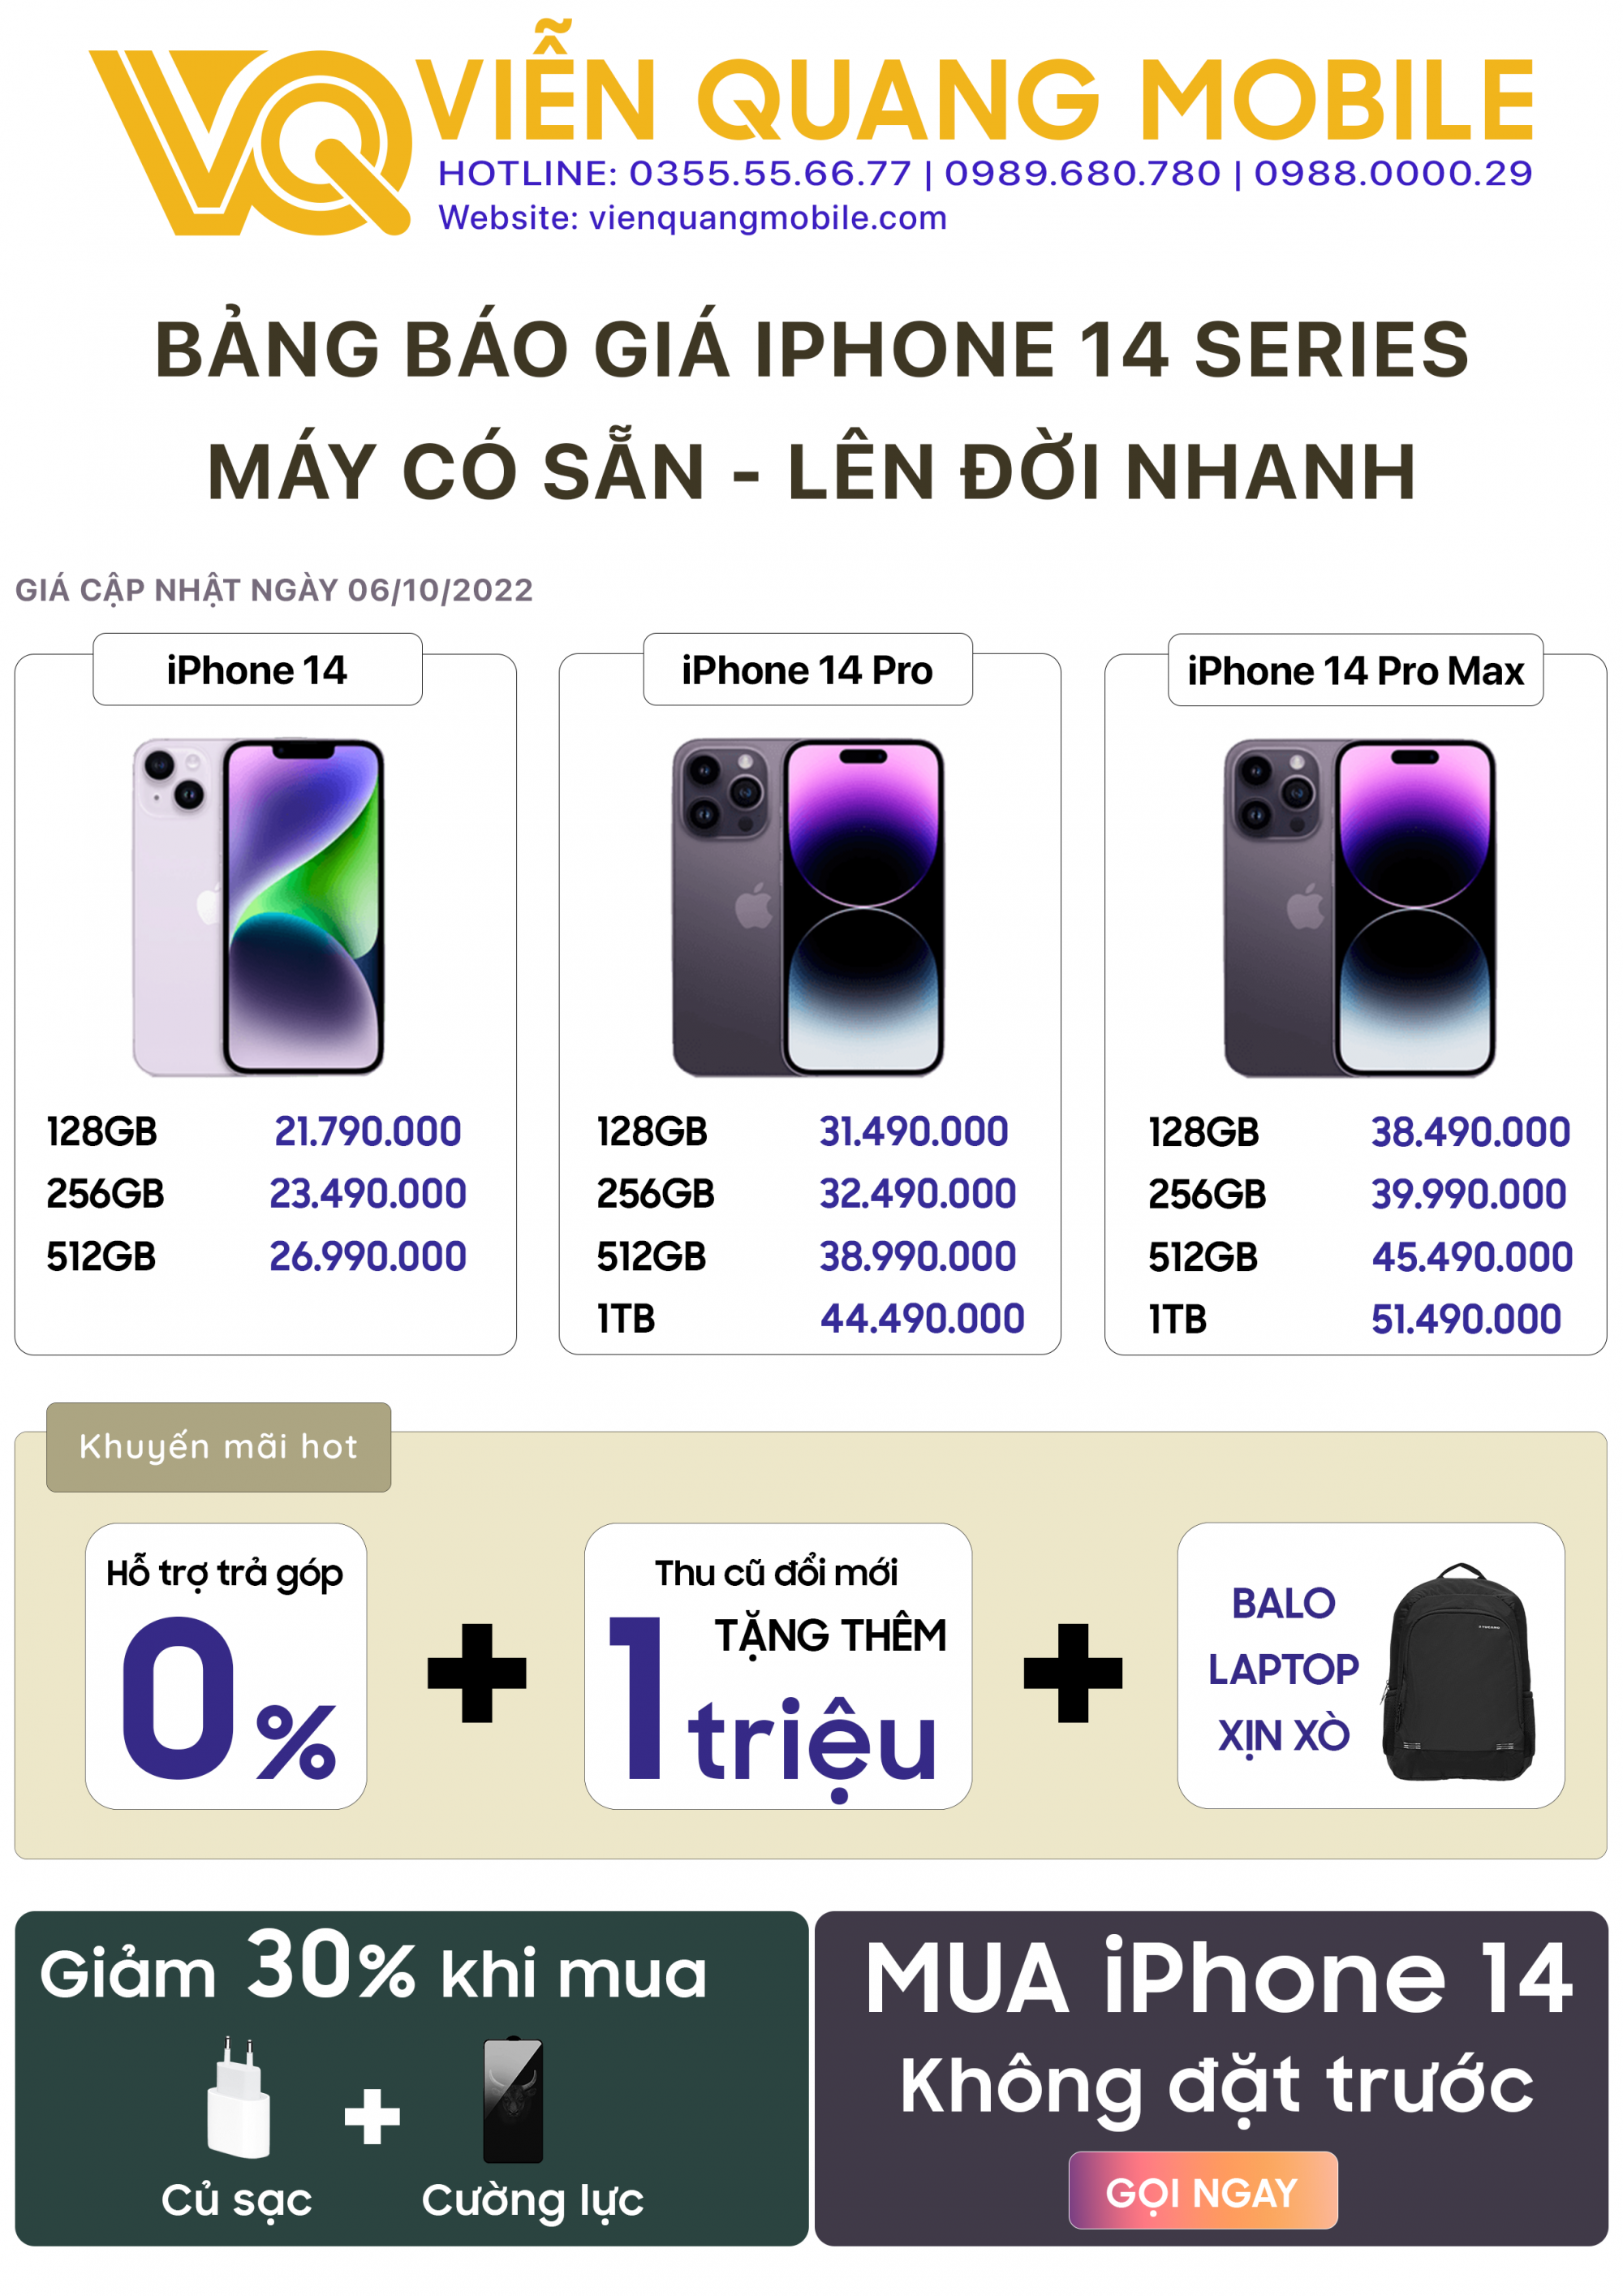 VQ
VIỄN QUANG MOBILE
HOTLINE: 0355.55.66.77 | 0989.680.780 | 0988.0000.29
Website: vienquangmobile.com
BẢNG BÁO GIÁ IPHONE 14 SERIES
MÁY CÓ SẴN - LÊN ĐỜI NHANH
GIÁ CẬP NHẬT NGÀY 06/10/2022
iPhone 14
128GB 21.790.000
256GB 23.490.000
512GB 26.990.000
iPhone 14 Pro
128GB 31.490.000
256GB 32.490.000
512GB 38.990.000
1TB 44.490.000
iPhone 14 Pro Max
128GB 38.490.000
256GB 39.990.000
512GB 45.490.000
1TB 51.490.000
Khuyến mãi hot
Hỗ trợ trả góp
0%
+
Thu cũ đổi mới
TẶNG THÊM
1 triệu
+
BALO
LAPTOP
XỊN XÒ
Giảm 30% khi mua
+
Củ sạc
Cường lực
MUA iPhone 14
Không đặt trước
GỌI NGAY